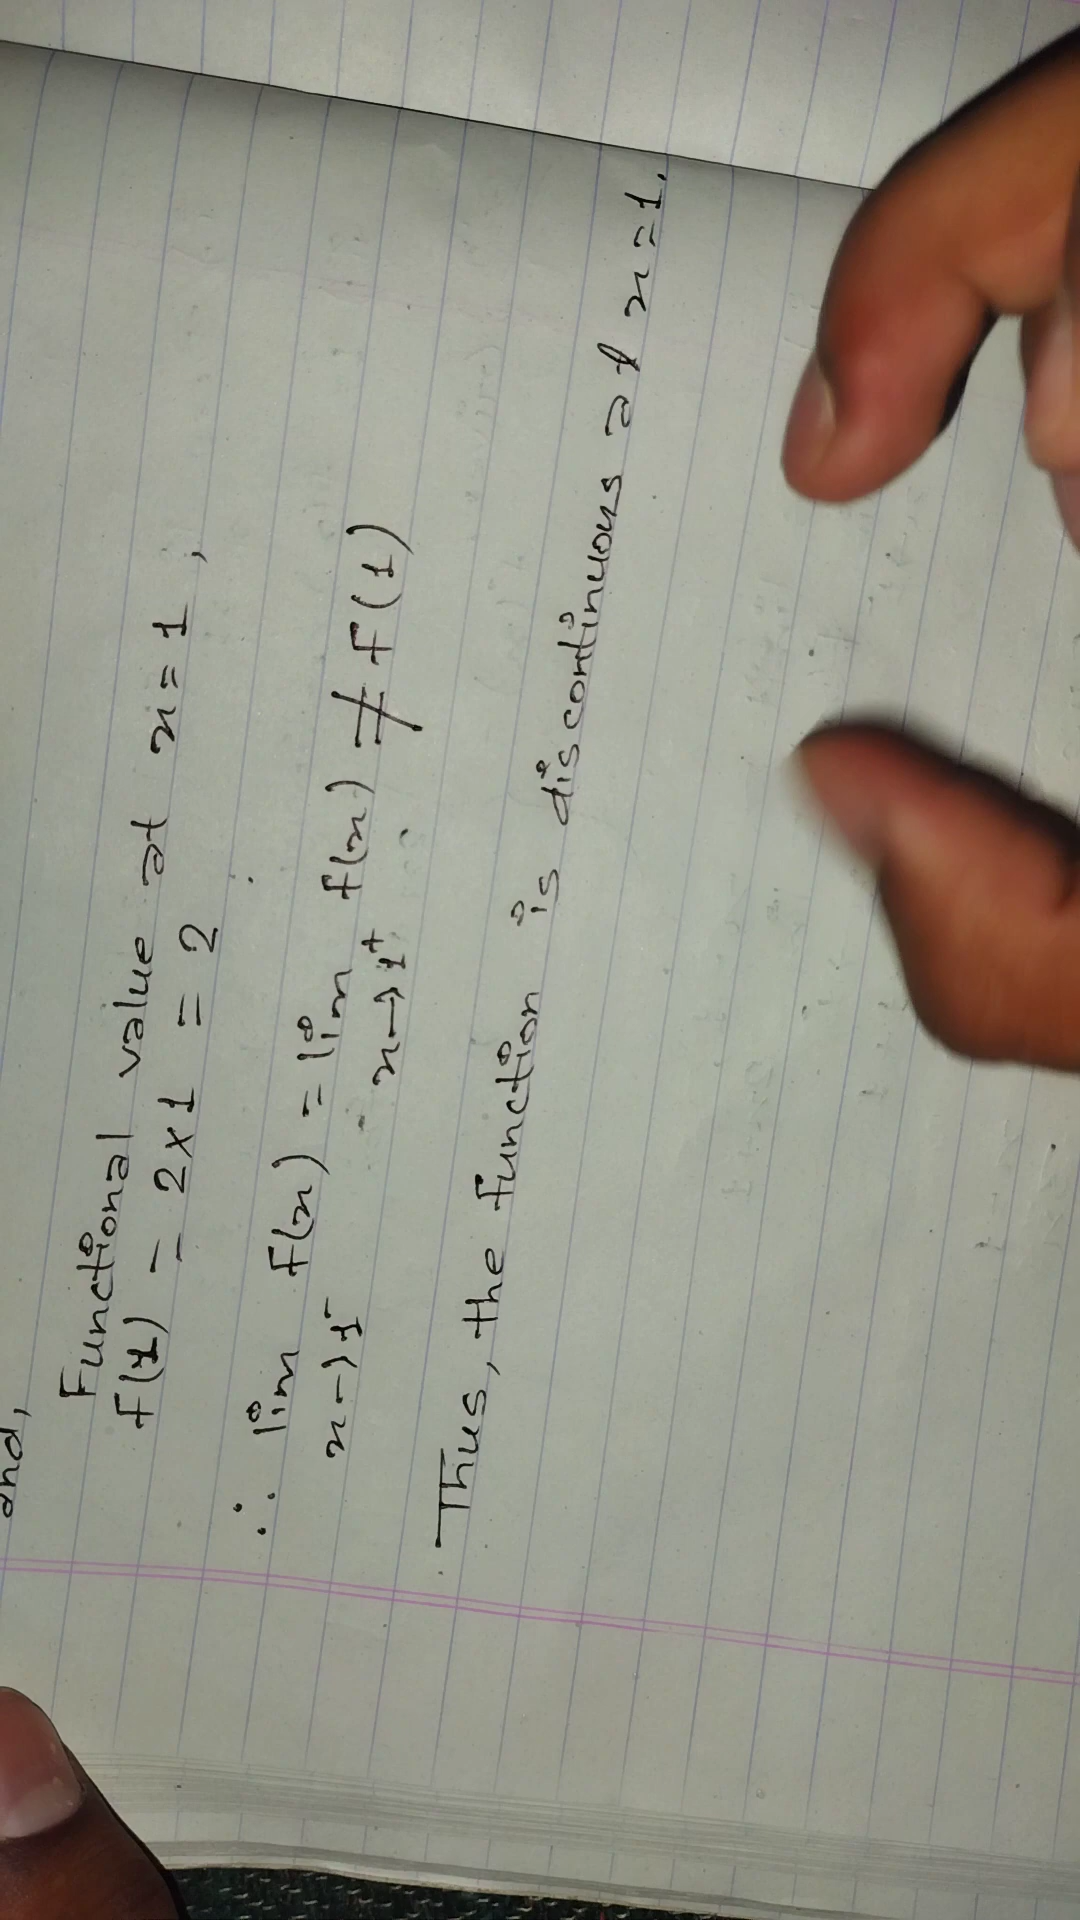 and,
Functional value at x = 1,
f(1) = 2×1 = 2
∴ lim f(x) = lim f(x) ≠ f(1)
x→1⁻ x→1⁺
Thus, the function is discontinuous at x=1.